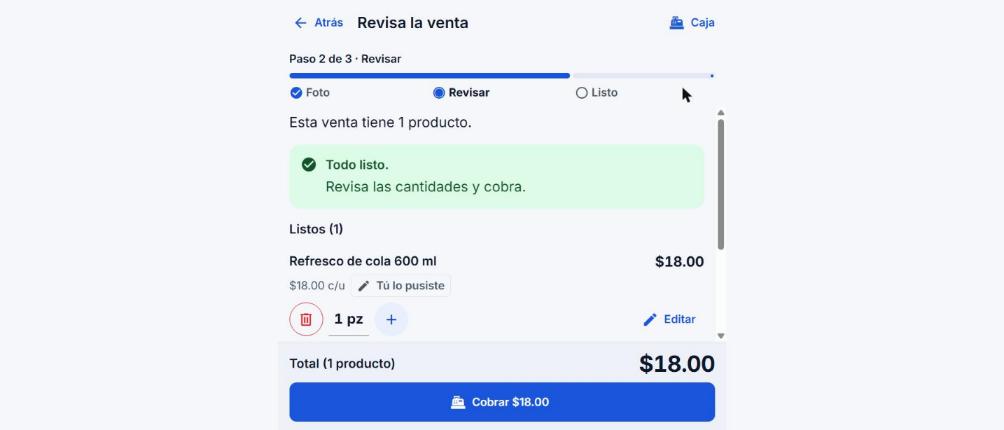 Atrás Revisa la venta Caja
Paso 2 de 3 · Revisar
Foto Revisar Listo
Esta venta tiene 1 producto.
Todo listo.
Revisa las cantidades y cobra.
Listos (1)
Refresco de cola 600 ml $18.00
$18.00 c/u Tú lo pusiste
1 pz + Editar
Total (1 producto) $18.00
Cobrar $18.00